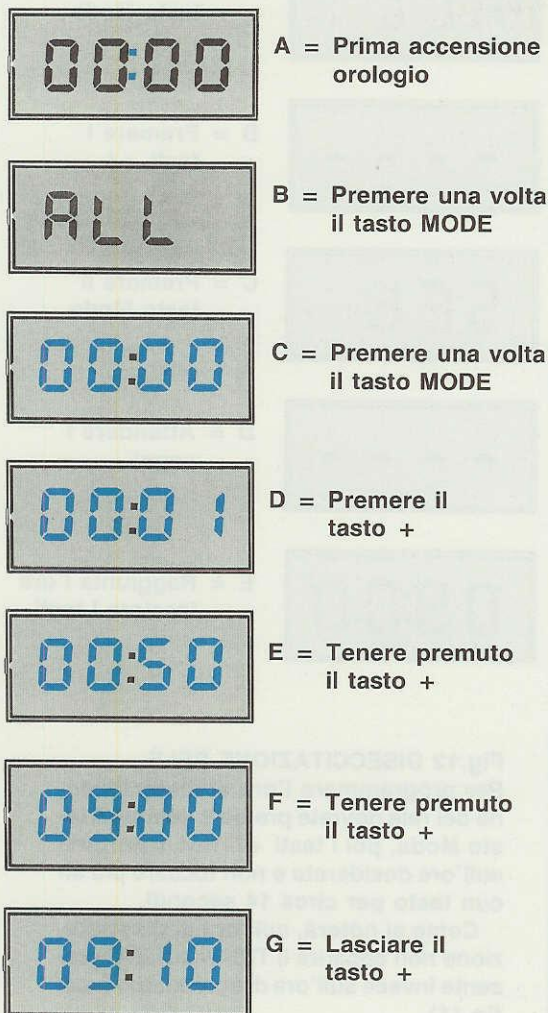 00:00
A = Prima accensione
orologio
ALL
B = Premere una volta
il tasto MODE
00:00
C = Premere una volta
il tasto MODE
00:01
D = Premere il
tasto +
00:50
E = Tenere premuto
il tasto +
09:00
F = Tenere premuto
il tasto +
09:10
G = Lasciare il
tasto +